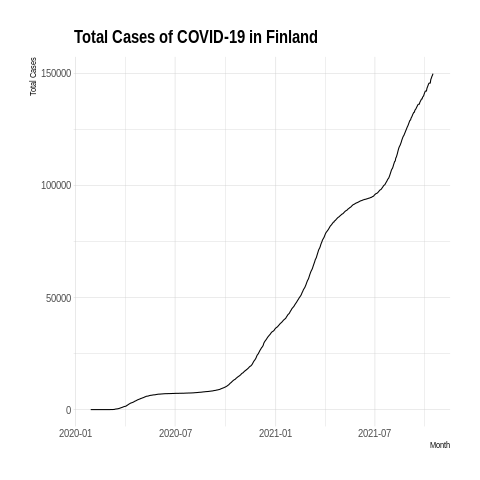 Total Cases of COVID-19 in Finland
Total Cases
150000
100000
50000
0
2020-01 2020-07 2021-01 2021-07
Month